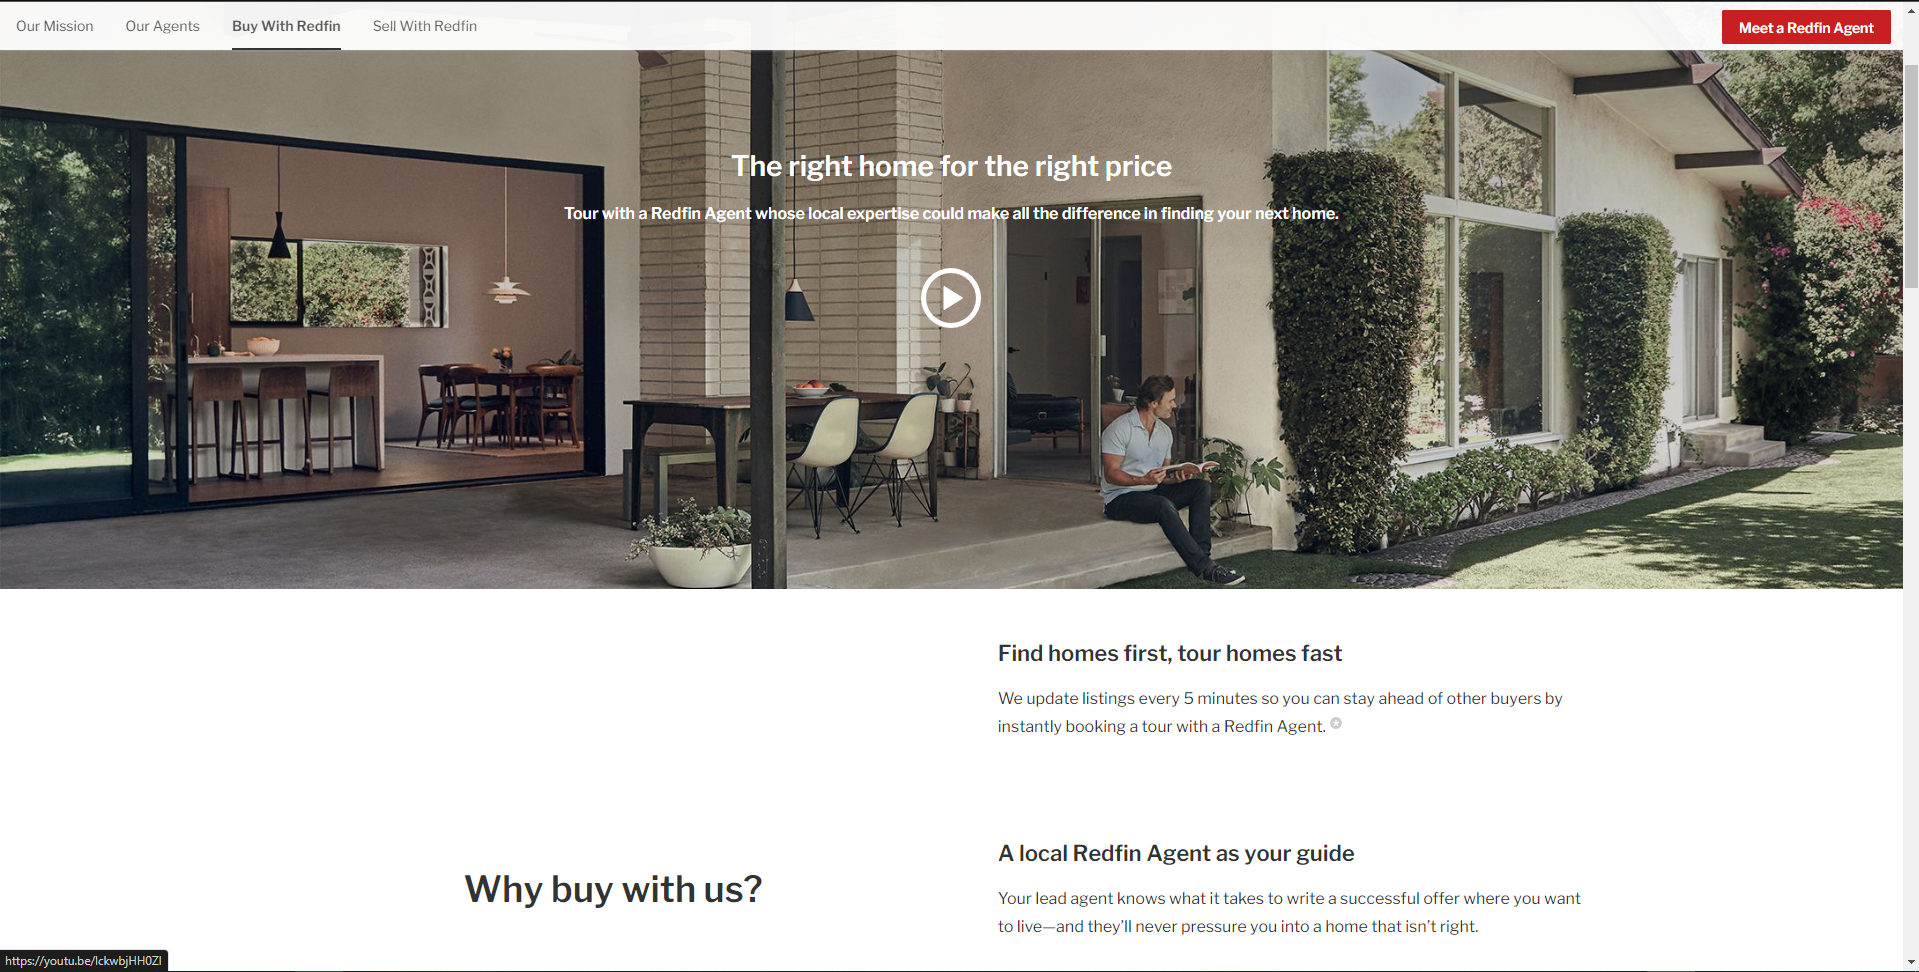 Our Mission
Our Agents
Buy With Redfin
Sell With Redfin
Meet a Redfin Agent
The right home for the right price
Tour with a Redfin Agent whose local expertise could make all the difference in finding your next home.
Find homes first, tour homes fast
We update listings every 5 minutes so you can stay ahead of other buyers by
instantly booking a tour with a Redfin Agent.
A local Redfin Agent as your guide
Why buy with us?
Your lead agent knows what it takes to write a successful offer where you want
to live—and they’ll never pressure you into a home that isn’t right.